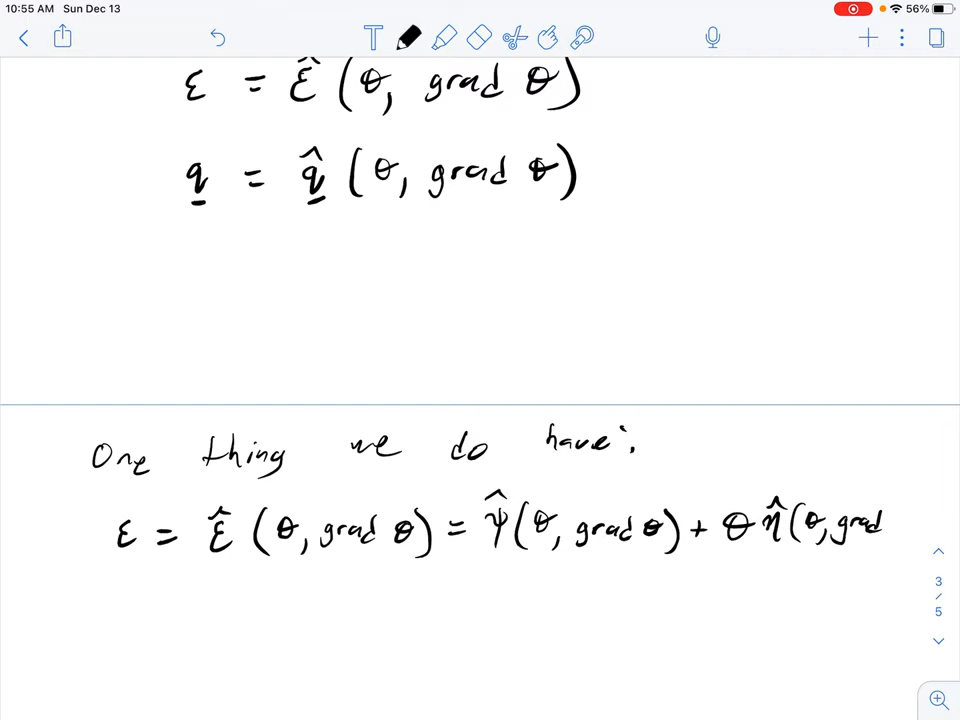 10:55 AM Sun Dec 13
56%
T
ε = ε̂ (θ, grad θ)
q = q̂ (θ, grad θ)
One thing we do have:
ε = ε̂ (θ, grad θ) = ψ̂ (θ, grad θ) + θ η̂ (θ, grad
3
/
5